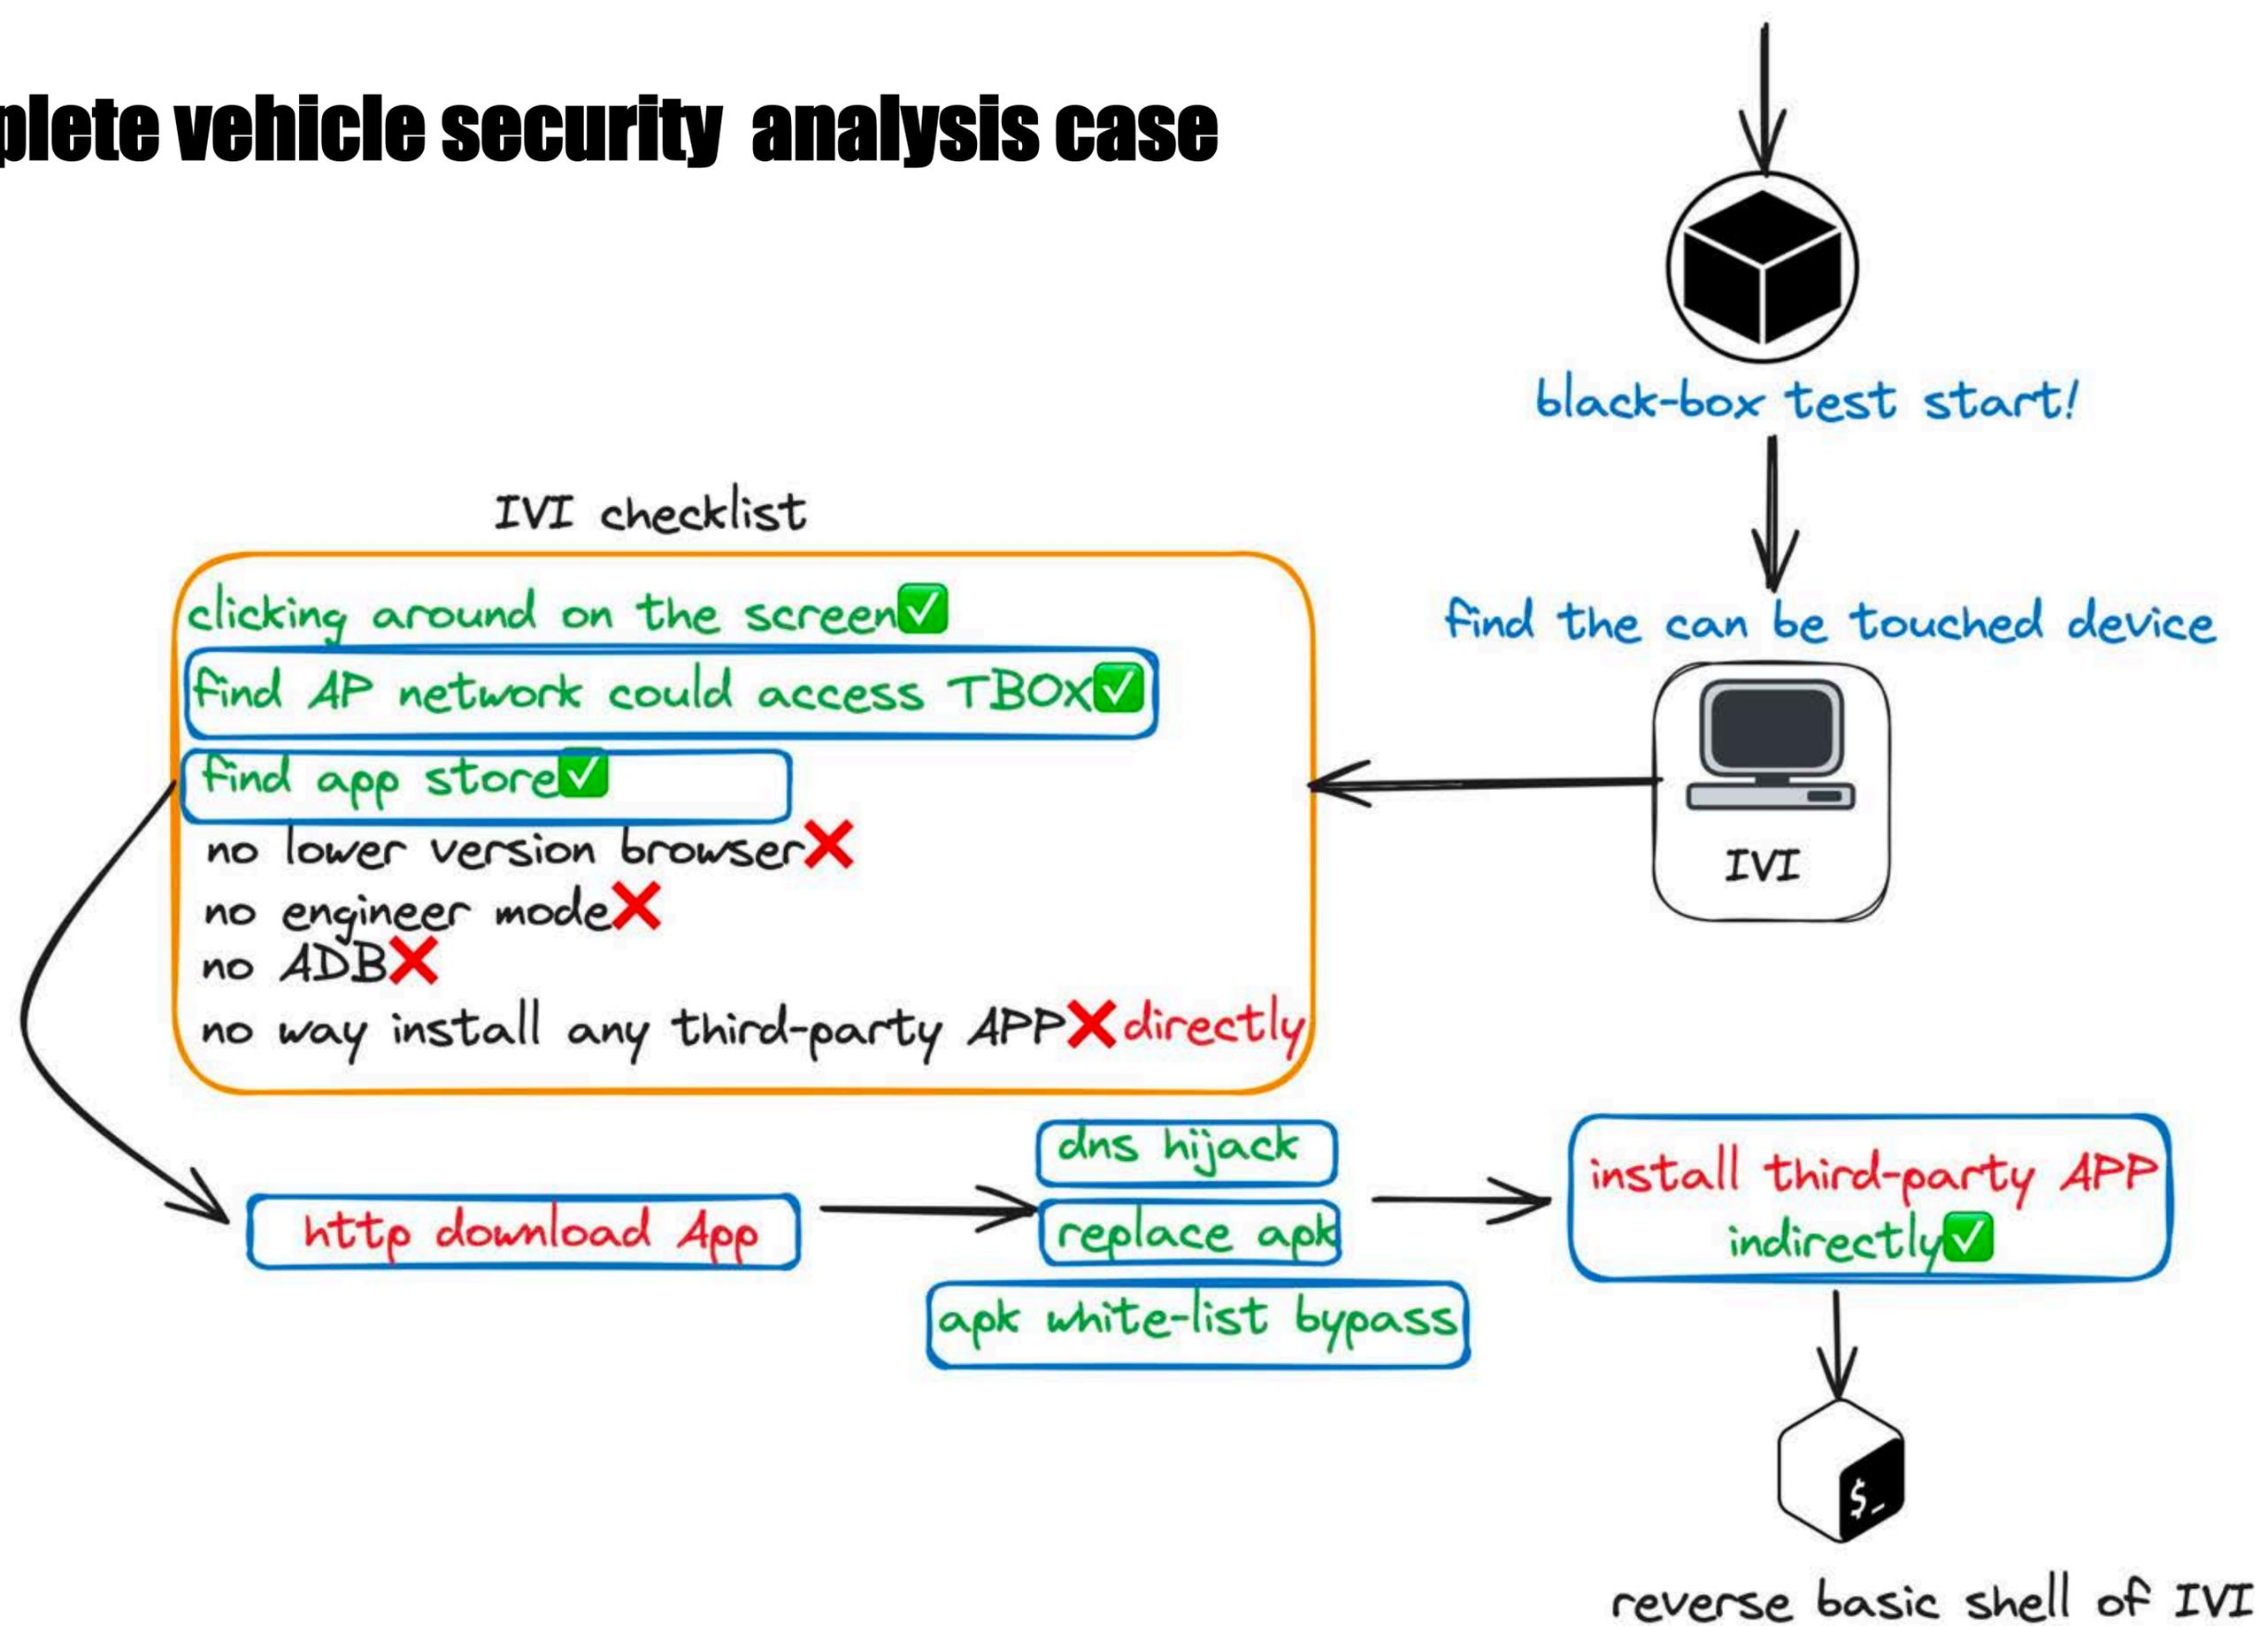 plete vehicle security analysis case
black-box test start!
find the can be touched device
IVI
IVI checklist
clicking around on the screen✅
find AP network could access TBOX✅
find app store✅
no lower version browser❌
no engineer mode❌
no ADB❌
no way install any third-party APP❌directly
http download App
dns hijack
replace apk
apk white-list bypass
install third-party APP
indirectly✅
$_
reverse basic shell of IVI